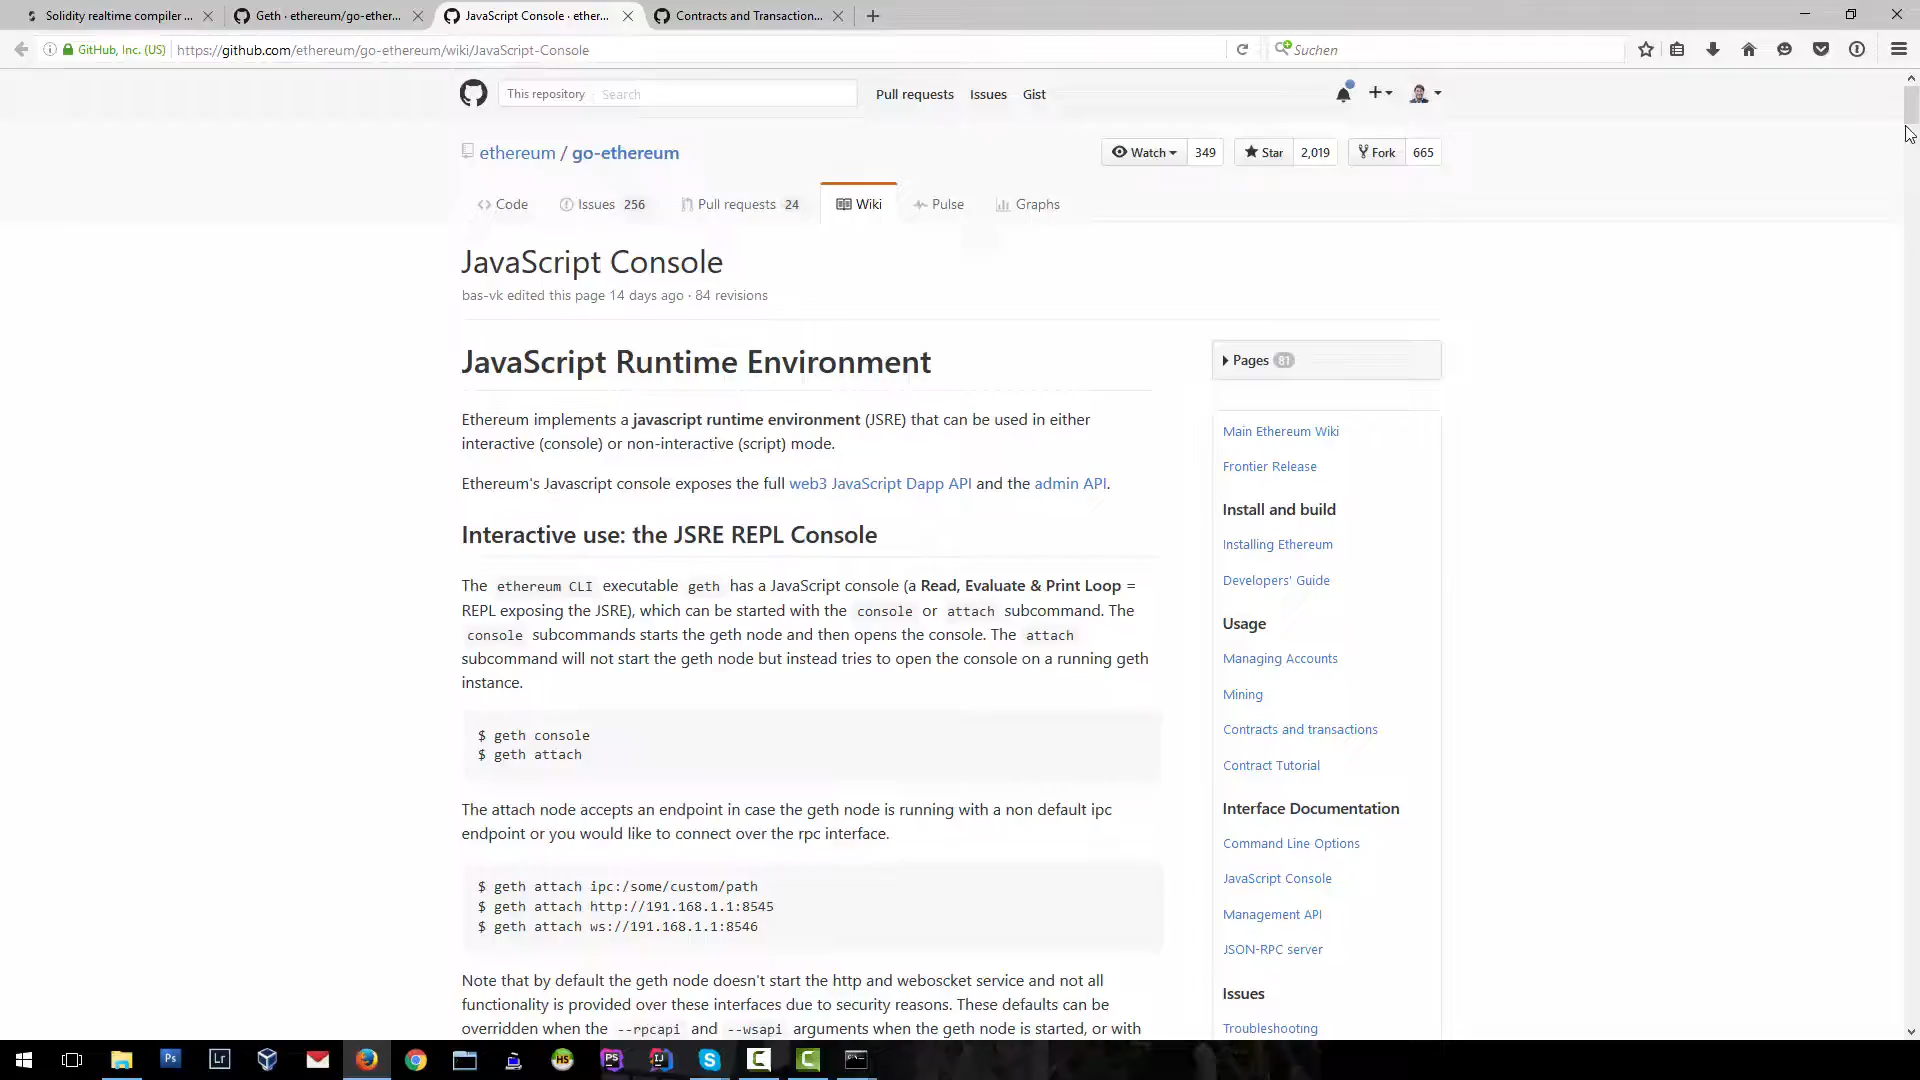 Solidity realtime compiler ...
Geth · ethereum/go-ether...
JavaScript Console · ether...
Contracts and Transaction...
GitHub, Inc. (US)
https://github.com/ethereum/go-ethereum/wiki/JavaScript-Console
Suchen
This repository
Search
Pull requests
Issues
Gist
ethereum / go-ethereum
Watch 349
Star 2,019
Fork 665
Code
Issues 256
Pull requests 24
Wiki
Pulse
Graphs
JavaScript Console
bas-vk edited this page 14 days ago · 84 revisions
JavaScript Runtime Environment
Ethereum implements a javascript runtime environment (JSRE) that can be used in either
interactive (console) or non-interactive (script) mode.
Ethereum's Javascript console exposes the full web3 JavaScript Dapp API and the admin API.
Interactive use: the JSRE REPL Console
The ethereum CLI executable geth has a JavaScript console (a Read, Evaluate & Print Loop =
REPL exposing the JSRE), which can be started with the console or attach subcommand. The
console subcommands starts the geth node and then opens the console. The attach
subcommand will not start the geth node but instead tries to open the console on a running geth
instance.
$ geth console
$ geth attach
The attach node accepts an endpoint in case the geth node is running with a non default ipc
endpoint or you would like to connect over the rpc interface.
$ geth attach ipc:/some/custom/path
$ geth attach http://191.168.1.1:8545
$ geth attach ws://191.168.1.1:8546
Note that by default the geth node doesn't start the http and weboscket service and not all
functionality is provided over these interfaces due to security reasons. These defaults can be
overridden when the --rpcapi and --wsapi arguments when the geth node is started, or with
Pages 81
Main Ethereum Wiki
Frontier Release
Install and build
Installing Ethereum
Developers' Guide
Usage
Managing Accounts
Mining
Contracts and transactions
Contract Tutorial
Interface Documentation
Command Line Options
JavaScript Console
Management API
JSON-RPC server
Issues
Troubleshooting
Ps
Lr
HS
PS
IJ